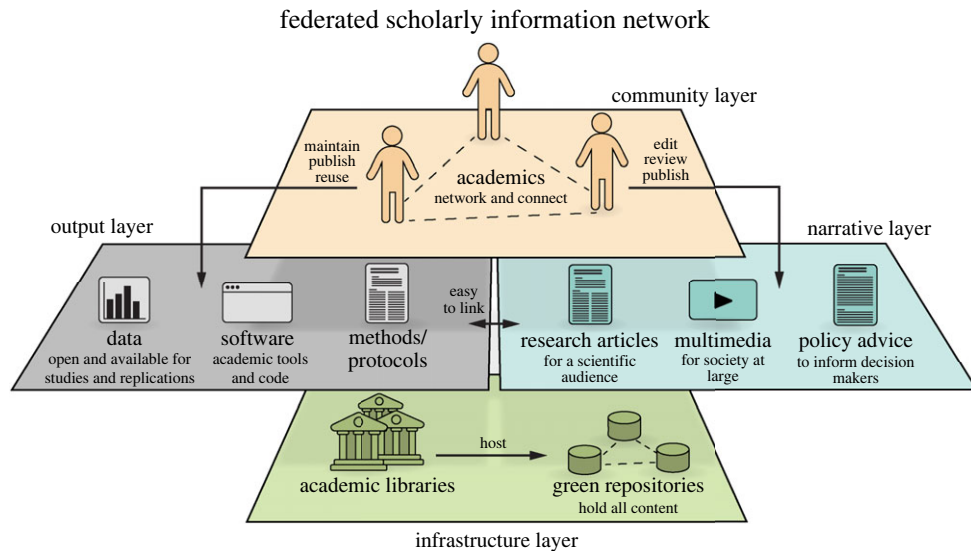 federated scholarly information network
community layer
maintain
publish
reuse
edit
review
publish
academics
network and connect
output layer
narrative layer
data
open and available for
studies and replications
software
academic tools
and code
methods/
protocols
easy
to link
research articles
for a scientific
audience
multimedia
for society at
large
policy advice
to inform decision
makers
academic libraries
host
green repositories
hold all content
infrastructure layer